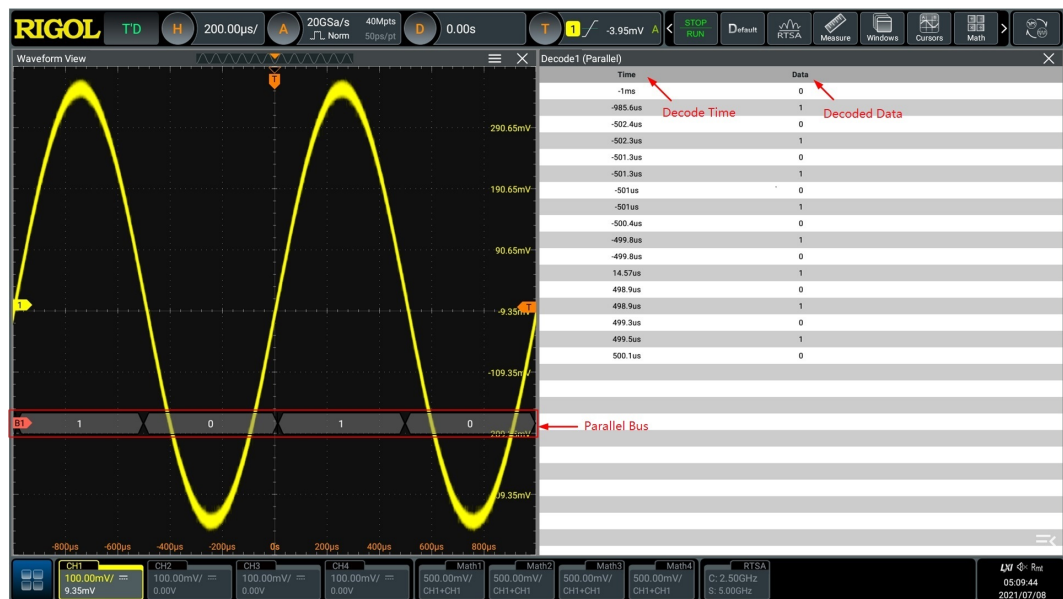 RIGOL T'D H 200.00µs/ A 20GSa/s 40Mpts Norm 50ps/pt D 0.00s T 1 -3.95mV A STOP RUN Default RTSA Measure Windows Cursors Math
Waveform View
Decode1 (Parallel)
Time Data
-1ms 0
-985.6us 1
-502.4us 0
-502.3us 1
-501.3us 0
-501.3us 1
-501us 0
-501us 1
-500.4us 0
-499.8us 1
-499.8us 0
14.57us 1
498.9us 0
498.9us 1
499.3us 0
499.5us 1
500.1us 0
Decode Time
Decoded Data
T
290.65mV
190.65mV
90.65mV
1
T
-9.35mV
-109.35mV
B1 1 0 1 0
Parallel Bus
-800µs -600µs -400µs -200µs 0s 200µs 400µs 600µs 800µs
CH1 CH2 CH3 CH4 Math1 Math2 Math3 Math4 RTSA
100.00mV/ 100.00mV/ 100.00mV/ 100.00mV/ 500.00mV/ 500.00mV/ 500.00mV/ 500.00mV/ C: 2.50GHz
9.35mV 0.00V 0.00V 0.00V CH1+CH1 CH1+CH1 CH1+CH1 CH1+CH1 S: 5.00GHz
LXI Rmt
05:09:44
2021/07/08